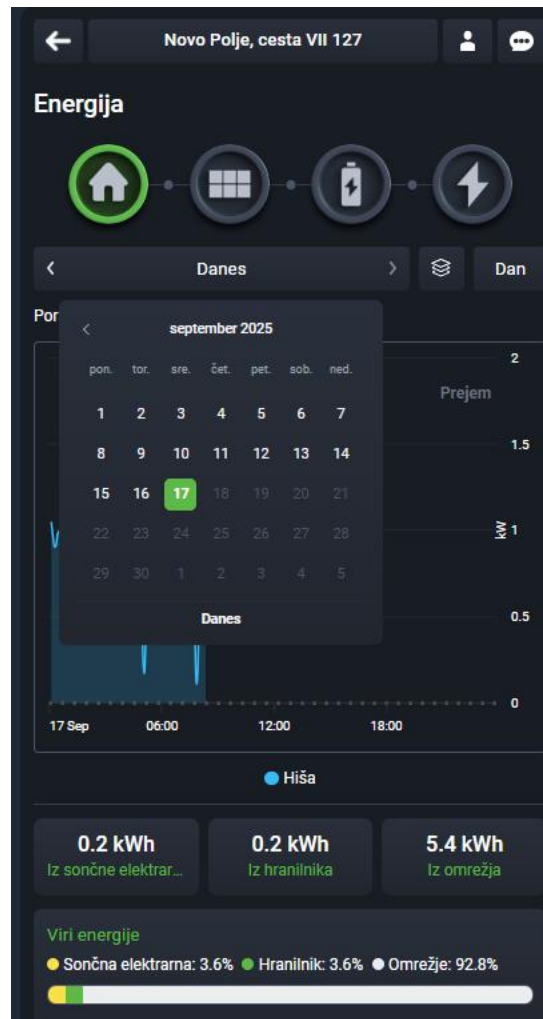 Novo Polje, cesta VII 127
Energija
Danes
Dan
Por
september 2025
pon. tor. sre. čet. pet. sob. ned.
1 2 3 4 5 6 7
8 9 10 11 12 13 14
15 16 17 18 19 20 21
22 23 24 25 26 27 28
29 30 1 2 3 4 5
Danes
Prejem
2
1.5
1
kW
0.5
0
17 Sep 06:00 12:00 18:00
Hiša
0.2 kWh 0.2 kWh 5.4 kWh
Iz sončne elektrar... Iz hranilnika Iz omrežja
Viri energije
Sončna elektrarna: 3.6% Hranilnik: 3.6% Omrežje: 92.8%